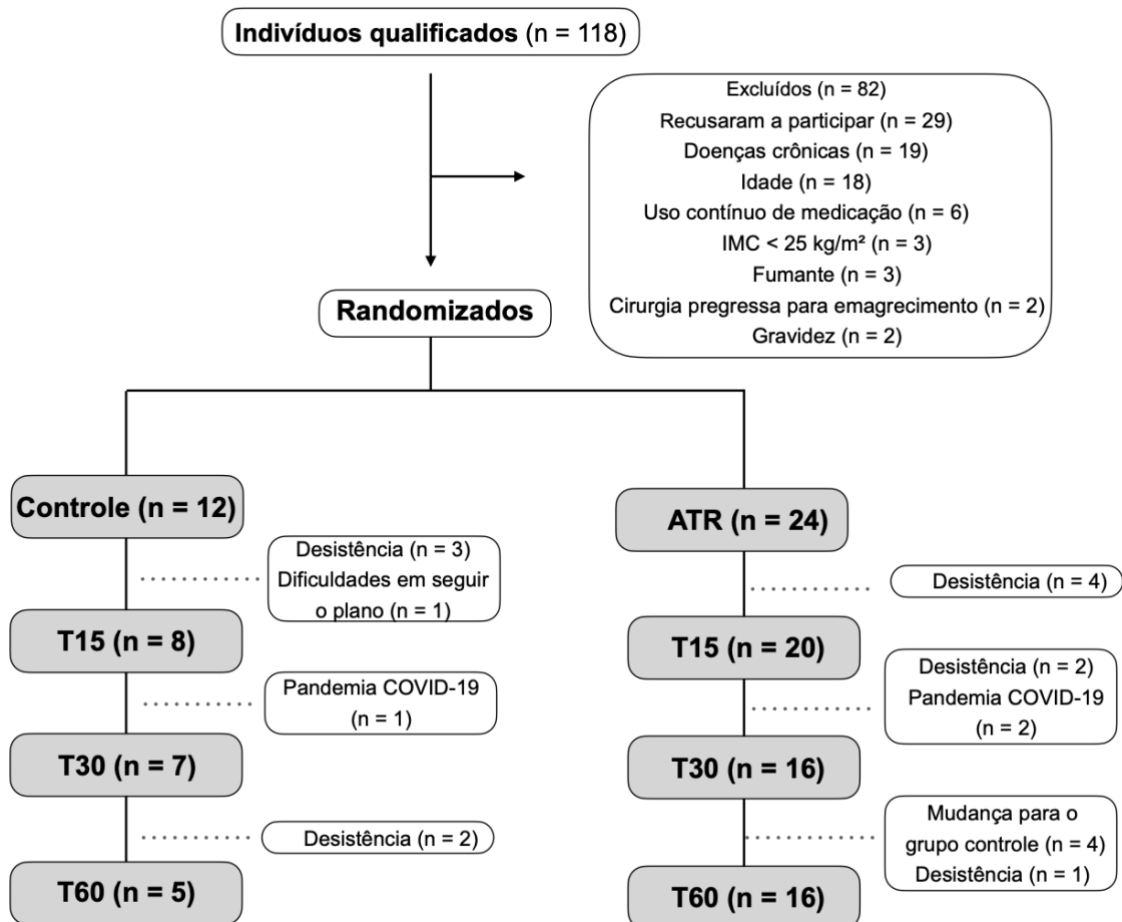 Indivíduos qualificados (n = 118)
Excluídos (n = 82)
Recusaram a participar (n = 29)
Doenças crônicas (n = 19)
Idade (n = 18)
Uso contínuo de medicação (n = 6)
IMC < 25 kg/m² (n = 3)
Fumante (n = 3)
Cirurgia pregressa para emagrecimento (n = 2)
Gravidez (n = 2)
Randomizados
Controle (n = 12)
Desistência (n = 3)
Dificuldades em seguir
o plano (n = 1)
T15 (n = 8)
Pandemia COVID-19
(n = 1)
T30 (n = 7)
Desistência (n = 2)
T60 (n = 5)
ATR (n = 24)
Desistência (n = 4)
T15 (n = 20)
Desistência (n = 2)
Pandemia COVID-19
(n = 2)
T30 (n = 16)
Mudança para o
grupo controle (n = 4)
Desistência (n = 1)
T60 (n = 16)